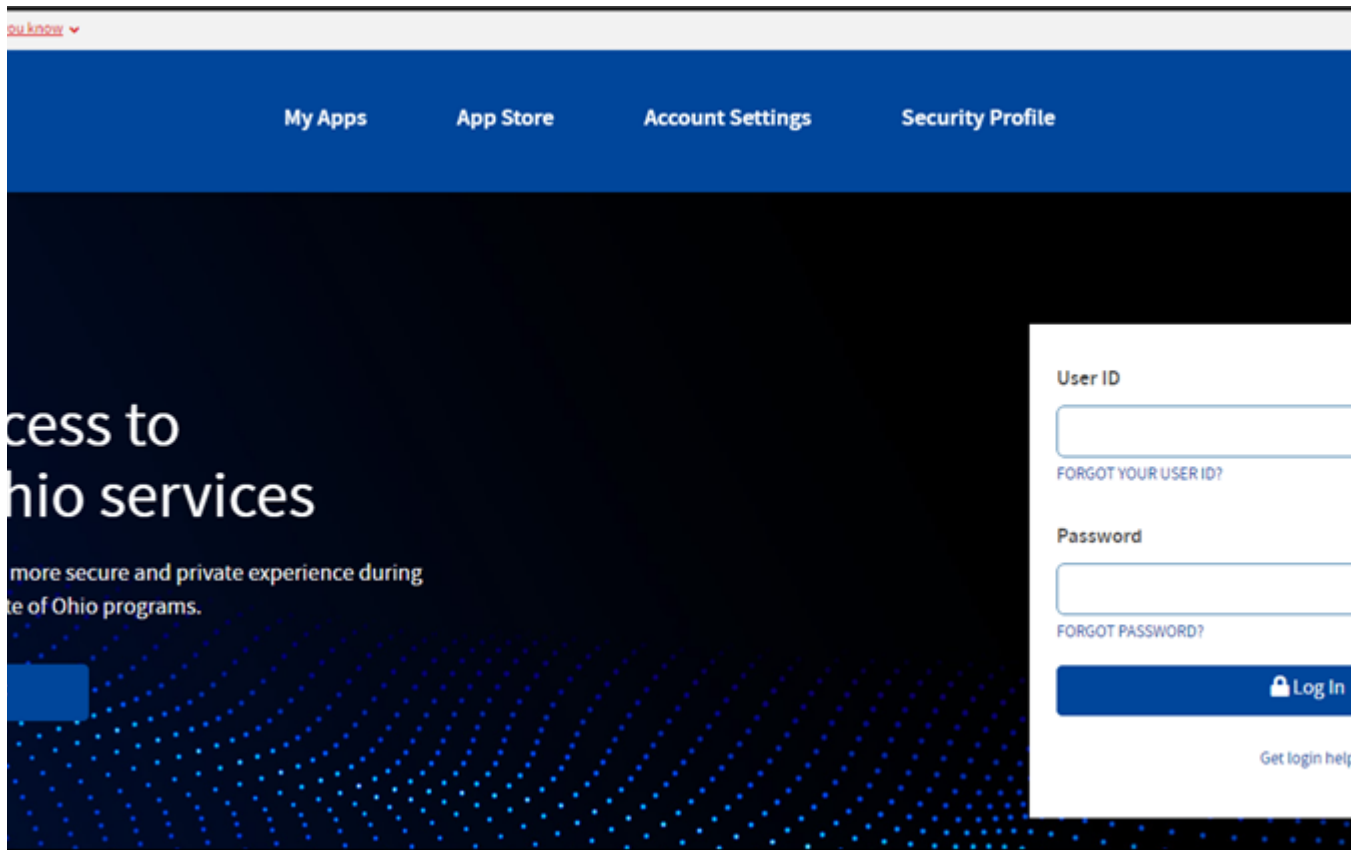 you know
My Apps
App Store
Account Settings
Security Profile
cess to
hio services
more secure and private experience during
te of Ohio programs.
User ID
FORGOT YOUR USER ID?
Password
FORGOT PASSWORD?
Log In
Get login help